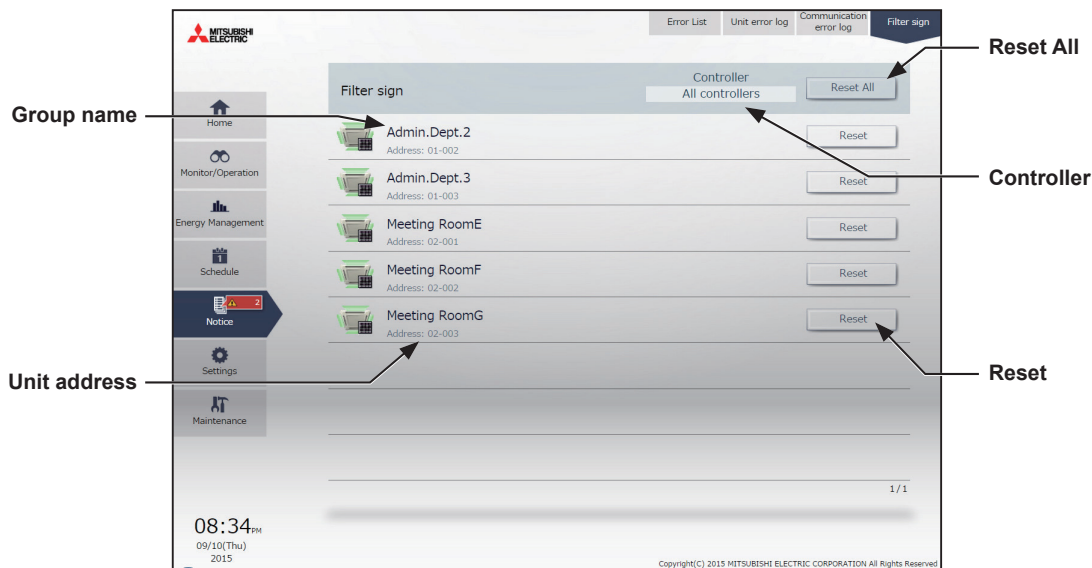 MITSUBISHI
ELECTRIC
Error List
Unit error log
Communication
error log
Filter sign
Reset All
Filter sign
Controller
All controllers
Reset All
Group name
Home
Admin.Dept.2
Address: 01-002
Reset
Monitor/Operation
Admin.Dept.3
Address: 01-003
Reset
Controller
Energy Management
Meeting RoomE
Address: 02-001
Reset
1
Schedule
Meeting RoomF
Address: 02-002
Reset
2
Notice
Meeting RoomG
Address: 02-003
Reset
Settings
Unit address
Reset
Maintenance
1/1
08:34PM
09/10(Thu)
2015
Copyright(C) 2015 MITSUBISHI ELECTRIC CORPORATION All Rights Reserved